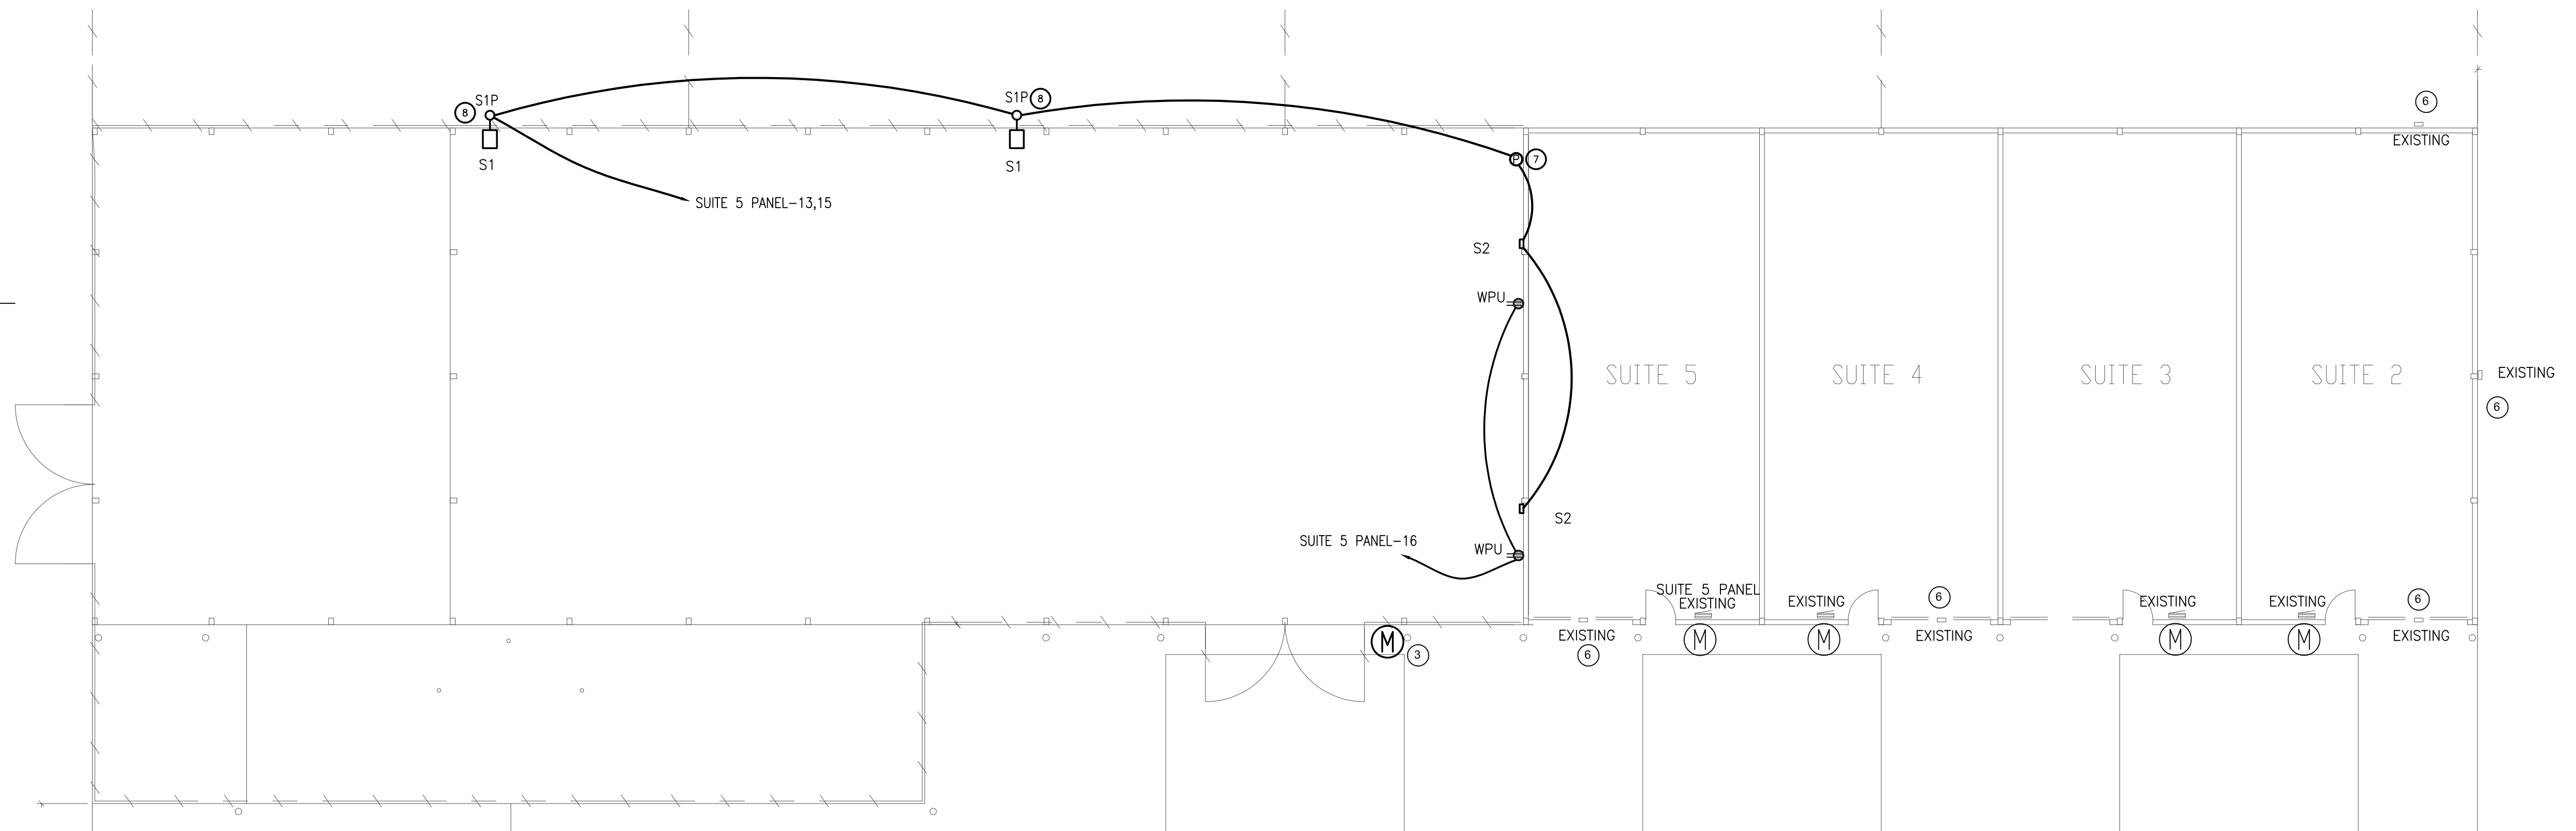 6
S1P
S1P 8
8
EXISTING
P 7
S1
S1
SUITE 5 PANEL-13,15
S2
WPU
EXISTING
SUITE 5
SUITE 4
SUITE 3
SUITE 2
6
S2
SUITE 5 PANEL-16
WPU
SUITE 5 PANEL
EXISTING
EXISTING
6
EXISTING
EXISTING
6
EXISTING
EXISTING
EXISTING
M
3
6
M
M
M
M